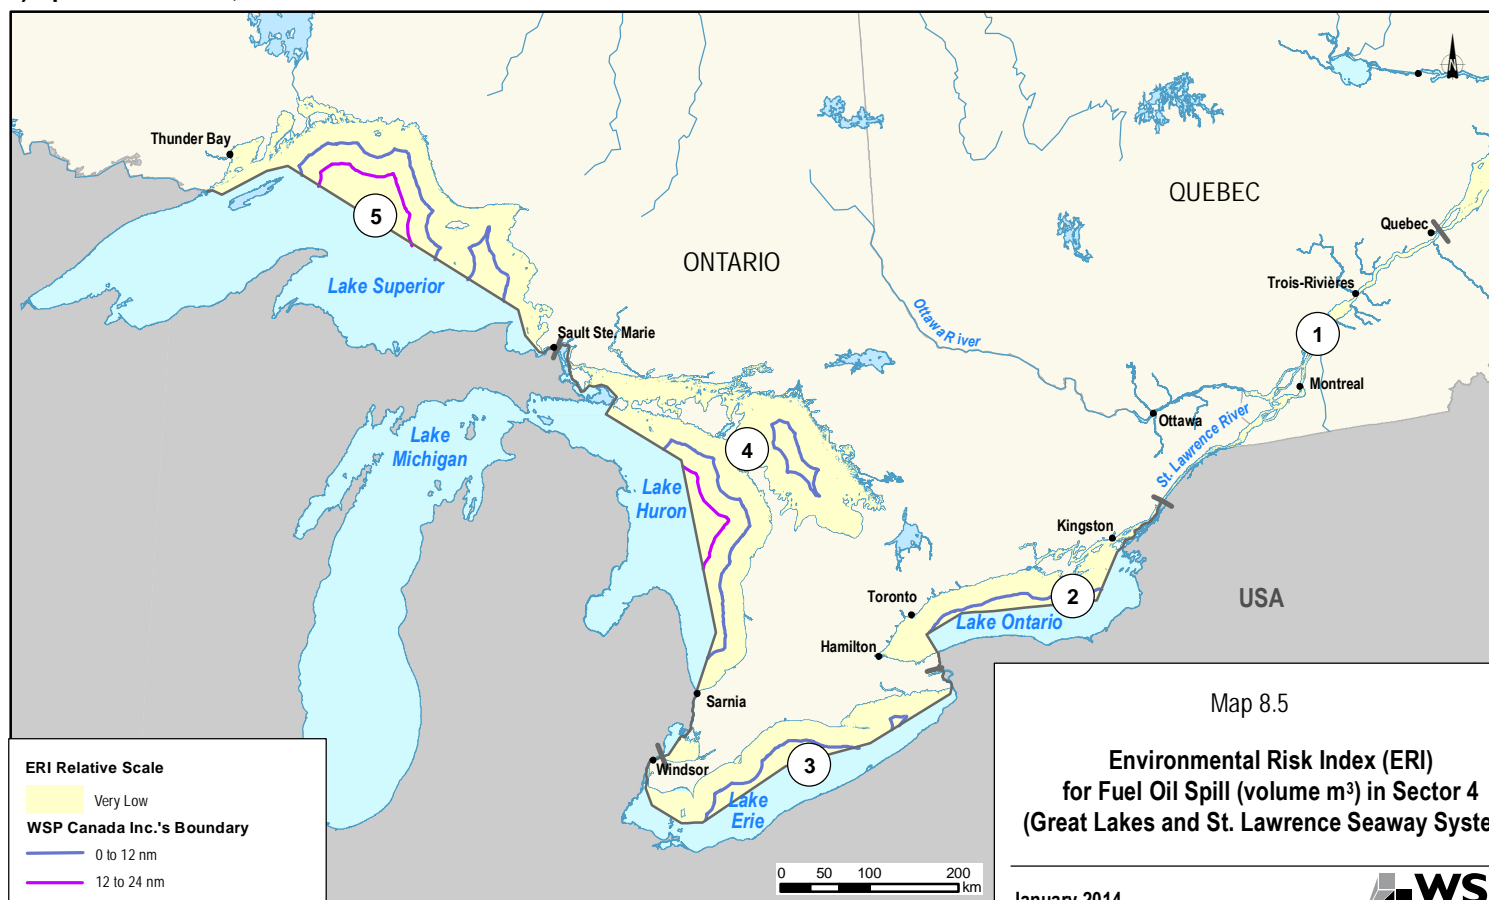 Thunder Bay
5
Lake Superior
ONTARIO
QUEBEC
Quebec
Trois-Rivières
1
Montreal
Ottawa River
Ottawa
St. Lawrence River
Sault Ste. Marie
Lake
Michigan
4
Lake
Huron
Kingston
2
Toronto
Lake Ontario
Hamilton
USA
Sarnia
Windsor
3
Lake
Erie
N
ERI Relative Scale
Very Low
WSP Canada Inc.'s Boundary
0 to 12 nm
12 to 24 nm
0 50 100 200
km
Map 8.5
Environmental Risk Index (ERI)
for Fuel Oil Spill (volume m³) in Sector 4
(Great Lakes and St. Lawrence Seaway Syste
January 2014
WS